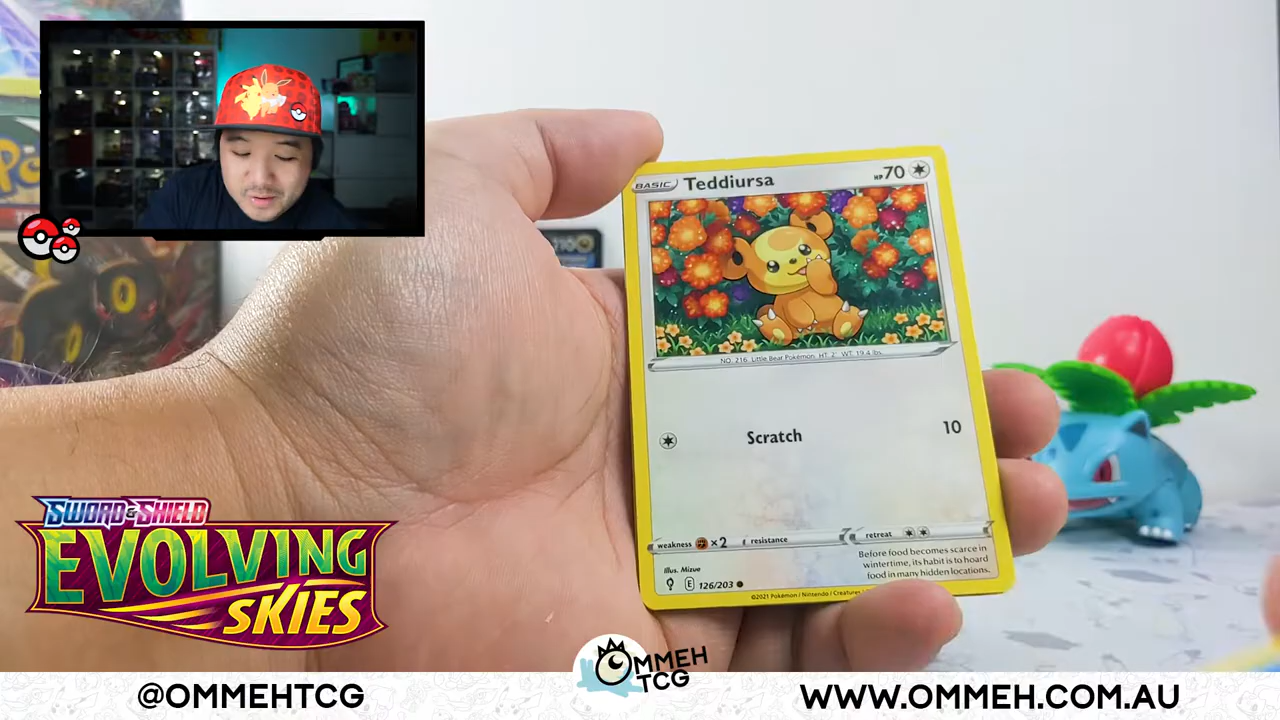 BASIC Teddiursa HP 70
NO. 216. Little Bear Pokémon. HT. 2' WT. 19.4 lbs.
Scratch 10
weakness ×2 resistance retreat
Before food becomes scarce in
wintertime, its habit is to hoard
food in many hidden locations.
Illus. Mizue
E 126/203
©2021 Pokémon / Nintendo / Creatures
SWORD & SHIELD
EVOLVING
SKIES
OMMEH
TCG
@OMMEHTCG
WWW.OMMEH.COM.AU